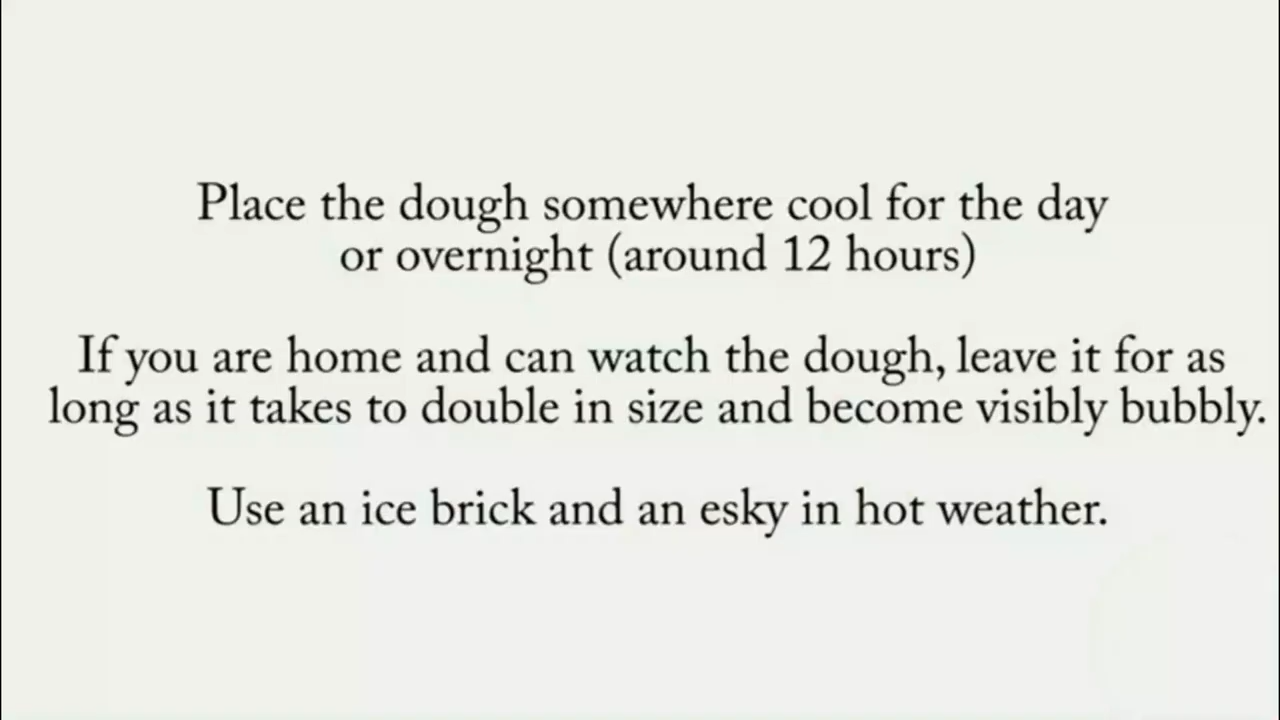 Place the dough somewhere cool for the day
or overnight (around 12 hours)
If you are home and can watch the dough, leave it for as
long as it takes to double in size and become visibly bubbly.
Use an ice brick and an esky in hot weather.